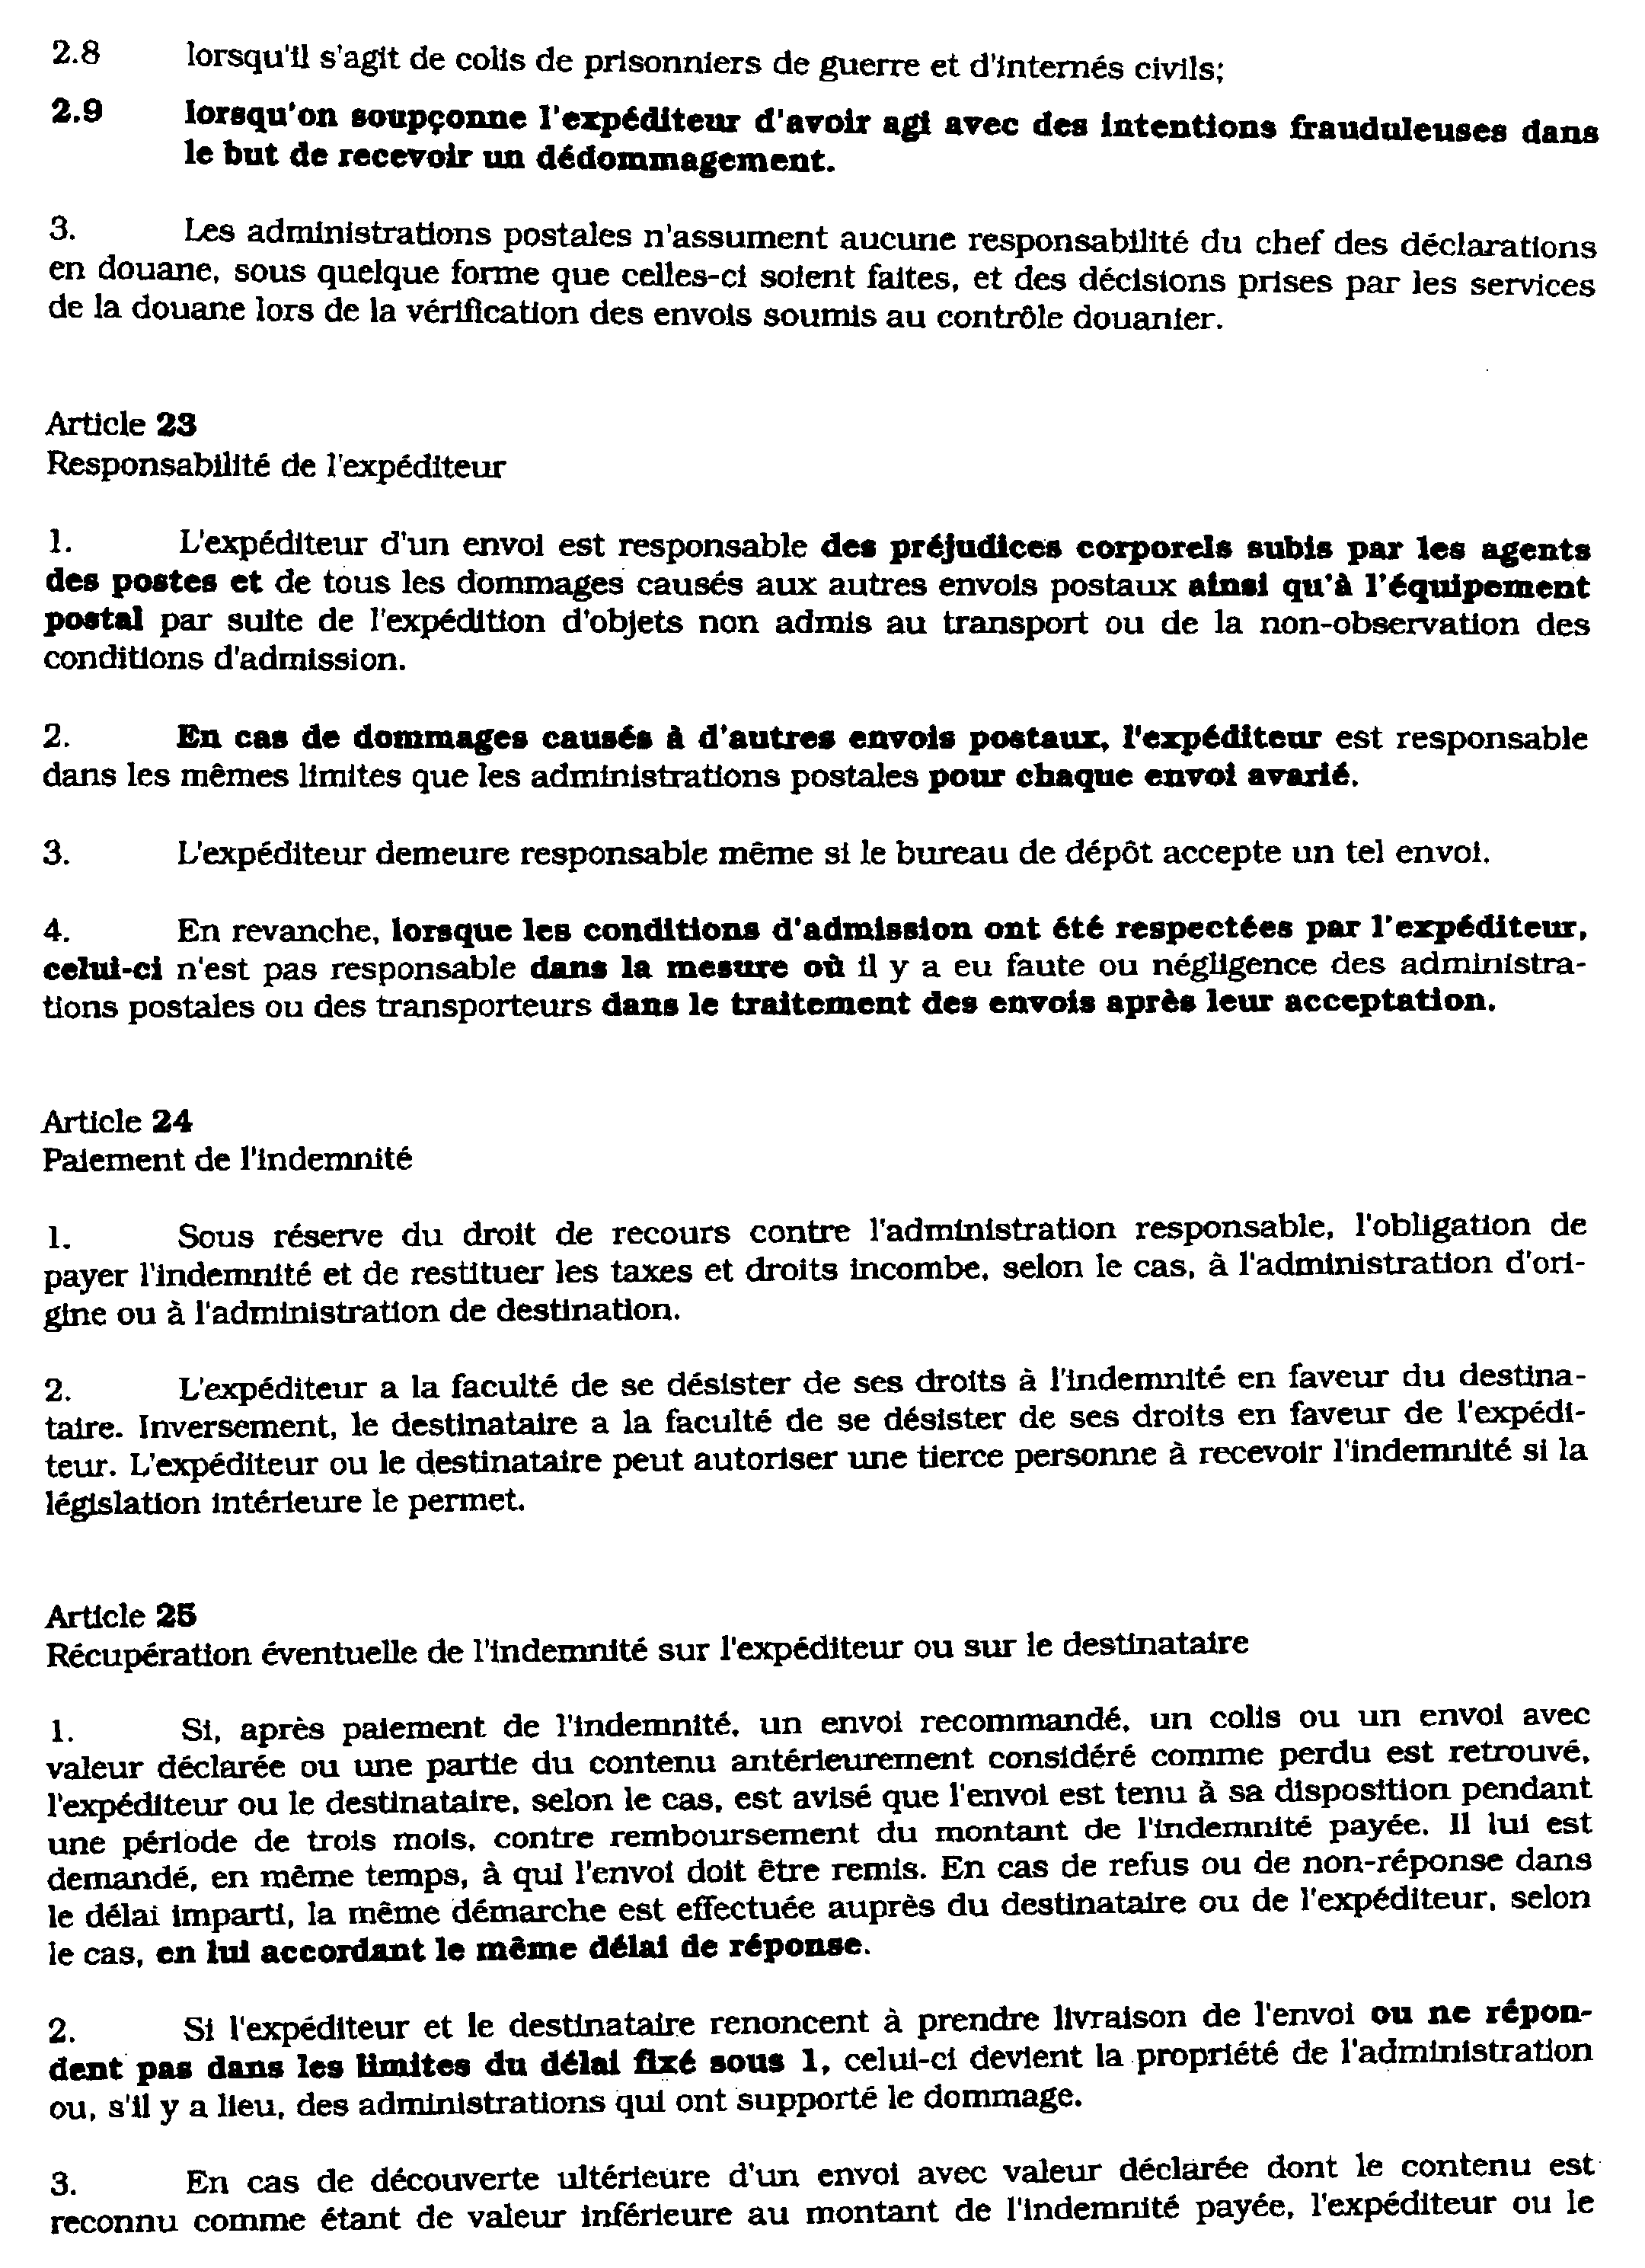 2.8 lorsqu'il s'agit de colis de prisonniers de guerre et d'internés civils;
2.9 lorsqu'on soupçonne l'expéditeur d'avoir agi avec des intentions frauduleuses dans
le but de recevoir un dédommagement.
3. Les administrations postales n'assument aucune responsabilité du chef des déclarations
en douane, sous quelque forme que celles-ci soient faites, et des décisions prises par les services
de la douane lors de la vérification des envois soumis au contrôle douanier.
Article 23
Responsabilité de l'expéditeur
1. L'expéditeur d'un envoi est responsable des préjudices corporels subis par les agents
des postes et de tous les dommages causés aux autres envois postaux ainsi qu'à l'équipement
postal par suite de l'expédition d'objets non admis au transport ou de la non-observation des
conditions d'admission.
2. En cas de dommages causés à d'autres envois postaux, l'expéditeur est responsable
dans les mêmes limites que les administrations postales pour chaque envoi avarié.
3. L'expéditeur demeure responsable même si le bureau de dépôt accepte un tel envoi.
4. En revanche, lorsque les conditions d'admission ont été respectées par l'expéditeur,
celui-ci n'est pas responsable dans la mesure où il y a eu faute ou négligence des administra-
tions postales ou des transporteurs dans le traitement des envois après leur acceptation.
Article 24
Paiement de l'indemnité
1. Sous réserve du droit de recours contre l'administration responsable, l'obligation de
payer l'indemnité et de restituer les taxes et droits incombe, selon le cas, à l'administration d'ori-
gine ou à l'administration de destination.
2. L'expéditeur a la faculté de se désister de ses droits à l'indemnité en faveur du destina-
taire. Inversement, le destinataire a la faculté de se désister de ses droits en faveur de l'expédi-
teur. L'expéditeur ou le destinataire peut autoriser une tierce personne à recevoir l'indemnité si la
législation intérieure le permet.
Article 25
Récupération éventuelle de l'indemnité sur l'expéditeur ou sur le destinataire
1. Si, après paiement de l'indemnité, un envoi recommandé, un colis ou un envoi avec
valeur déclarée ou une partie du contenu antérieurement considéré comme perdu est retrouvé,
l'expéditeur ou le destinataire, selon le cas, est avisé que l'envoi est tenu à sa disposition pendant
une période de trois mois, contre remboursement du montant de l'indemnité payée. Il lui est
demandé, en même temps, à qui l'envoi doit être remis. En cas de refus ou de non-réponse dans
le délai imparti, la même démarche est effectuée auprès du destinataire ou de l'expéditeur, selon
le cas, en lui accordant le même délai de réponse.
2. Si l'expéditeur et le destinataire renoncent à prendre livraison de l'envoi ou ne répon-
dent pas dans les limites du délai fixé sous 1, celui-ci devient la propriété de l'administration
ou, s'il y a lieu, des administrations qui ont supporté le dommage.
3. En cas de découverte ultérieure d'un envoi avec valeur déclarée dont le contenu est
reconnu comme étant de valeur inférieure au montant de l'indemnité payée, l'expéditeur ou le